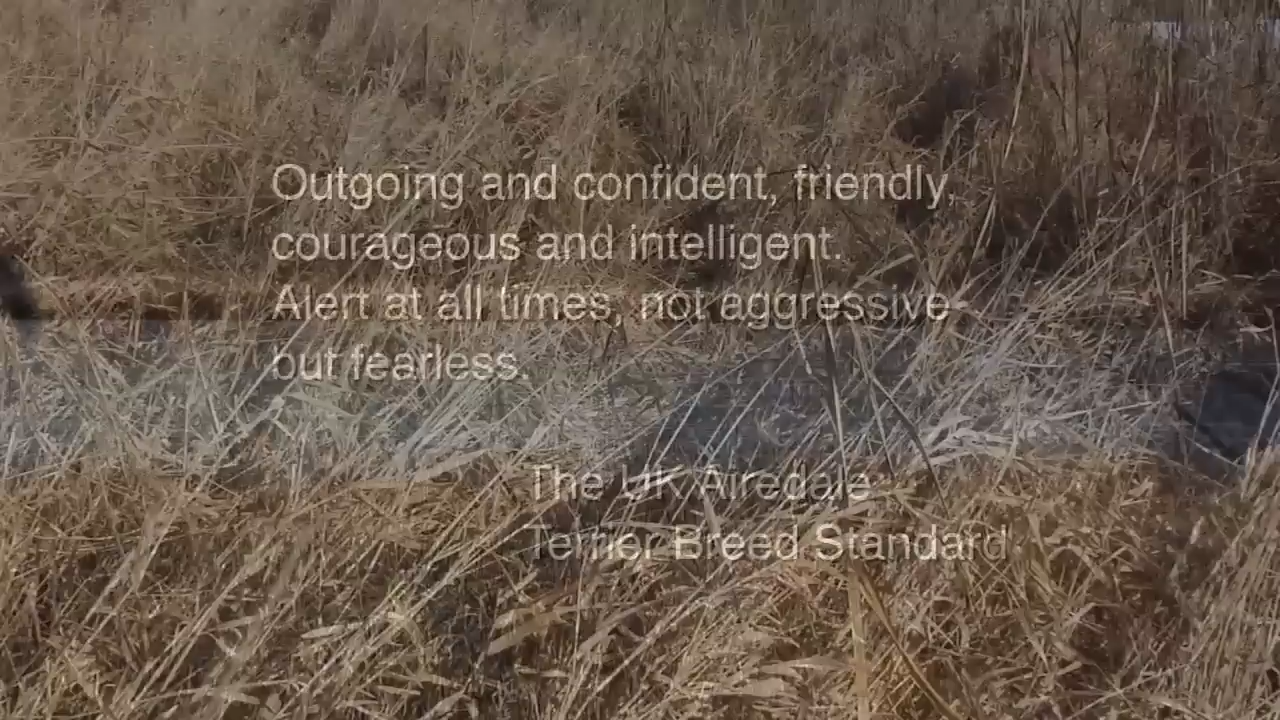 Outgoing and confident, friendly,
courageous and intelligent.
Alert at all times, not aggressive
but fearless.
The UK Airedale
Terrier Breed Standard